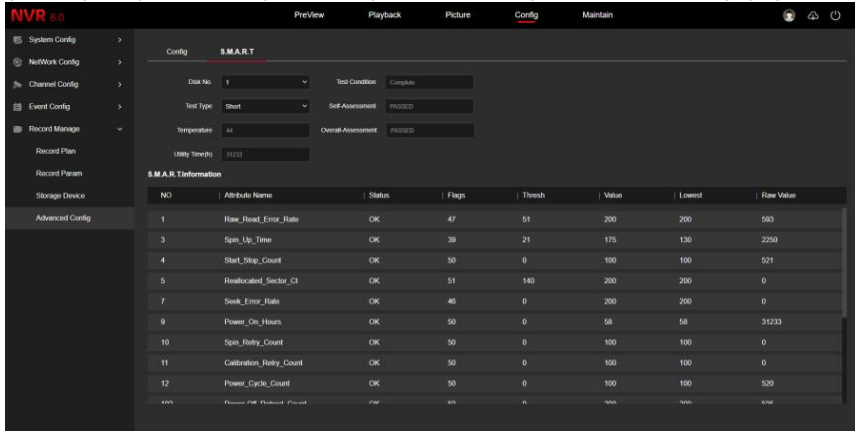 NVR 6.0 PreView Playback Picture Config Maintain
System Config
NetWork Config
Channel Config
Event Config
Record Manage
Record Plan
Record Param
Storage Device
Advanced Config
Config S.M.A.R.T
Disk No. 1 Test Condition Complete
Test Type Short Self-Assessment PASSED
Temperature 44 Overall-Assessment PASSED
Utility Time(h) 31233
S.M.A.R.T.Information
NO Attribute Name Status Flags Thresh Value Lowest Raw Value
1 Raw_Read_Error_Rate OK 47 51 200 200 593
3 Spin_Up_Time OK 39 21 175 130 2250
4 Start_Stop_Count OK 50 0 100 100 521
5 Reallocated_Sector_Ct OK 51 140 200 200 0
7 Seek_Error_Rate OK 46 0 200 200 0
9 Power_On_Hours OK 50 0 58 58 31233
10 Spin_Retry_Count OK 50 0 100 100 0
11 Calibration_Retry_Count OK 50 0 100 100 0
12 Power_Cycle_Count OK 50 0 100 100 520
OK 50 0 200 200